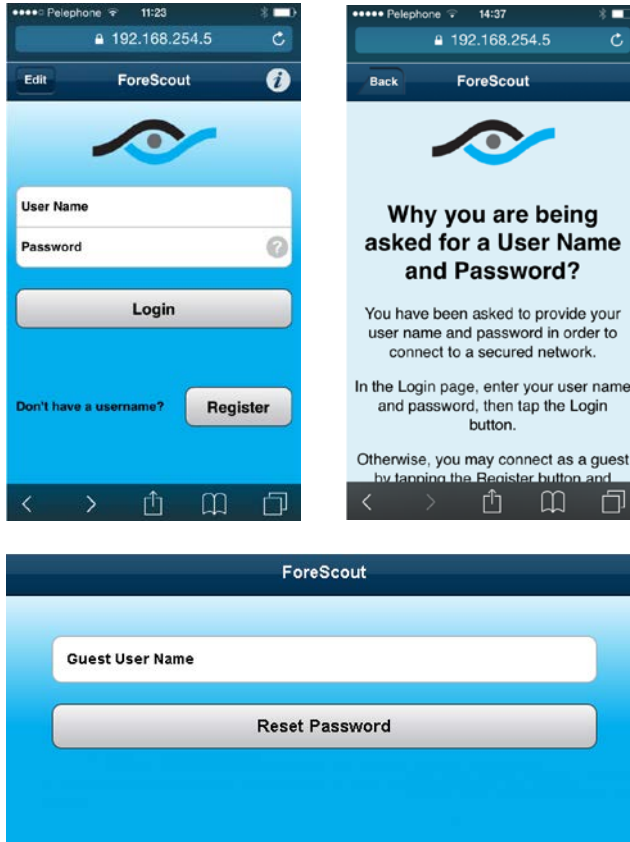 Pelephone 11:23
192.168.254.5
Edit ForeScout i
User Name
Password ?
Login
Don't have a username? Register
Pelephone 14:37
192.168.254.5
Back ForeScout
Why you are being
asked for a User Name
and Password?
You have been asked to provide your
user name and password in order to
connect to a secured network.
In the Login page, enter your user name
and password, then tap the Login
button.
Otherwise, you may connect as a guest
by tapping the Register button and
ForeScout
Guest User Name
Reset Password